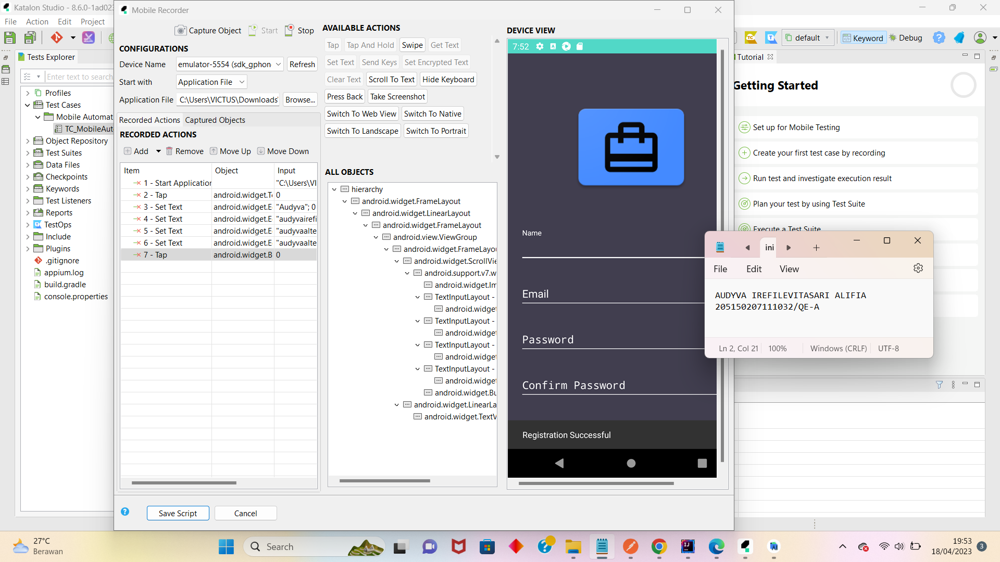 Katalon Studio - 8.6.0-1ad023
File Action Edit Project
Tests Explorer
Enter text to search
Profiles
Test Cases
Mobile Automat
TC_MobileAut
Object Repository
Test Suites
Data Files
Checkpoints
Keywords
Test Listeners
Reports
TestOps
Include
Plugins
.gitignore
appium.log
build.gradle
console.properties
Mobile Recorder
Capture Object Start Stop
CONFIGURATIONS
Device Name emulator-5554 (sdk_gphon Refresh
Start with Application File
Application File C:\Users\VICTUS\Downloads\ Browse...
Recorded Actions Captured Objects
RECORDED ACTIONS
Add Remove Move Up Move Down
Item Object Input
1 - Start Application "C:\Users\VI
2 - Tap android.widget.Te 0
3 - Set Text android.widget.E "Audyva"; 0
4 - Set Text android.widget.E "audyvairefi
5 - Set Text android.widget.E "audyvaalte
6 - Set Text android.widget.E "audyvaalte
7 - Tap android.widget.B 0
Save Script Cancel
AVAILABLE ACTIONS
Tap Tap And Hold Swipe Get Text
Set Text Send Keys Set Encrypted Text
Clear Text Scroll To Text Hide Keyboard
Press Back Take Screenshot
Switch To Web View Switch To Native
Switch To Landscape Switch To Portrait
ALL OBJECTS
hierarchy
android.widget.FrameLayout
android.widget.LinearLayout
android.widget.FrameLayout
android.view.ViewGroup
android.widget.FrameLayou
android.widget.ScrollVie
android.support.v7.w
android.widget.Im
TextInputLayout -
android.widget
TextInputLayout -
android.widget
TextInputLayout -
android.widget
TextInputLayout -
android.widget
android.widget.Bu
android.widget.LinearLa
android.widget.TextV
DEVICE VIEW
7:52
Name
Email
Password
Confirm Password
Registration Successful
default Keyword Debug
Tutorial
Getting Started
Set up for Mobile Testing
Create your first test case by recording
Run test and investigate execution result
Plan your test by using Test Suite
Execute a Test Suite
ini
File Edit View
AUDYVA IREFILEVITASARI ALIFIA
205150207111032/QE-A
Ln 2, Col 21 100% Windows (CRLF) UTF-8
27°C
Berawan
Search
19:53
18/04/2023
3